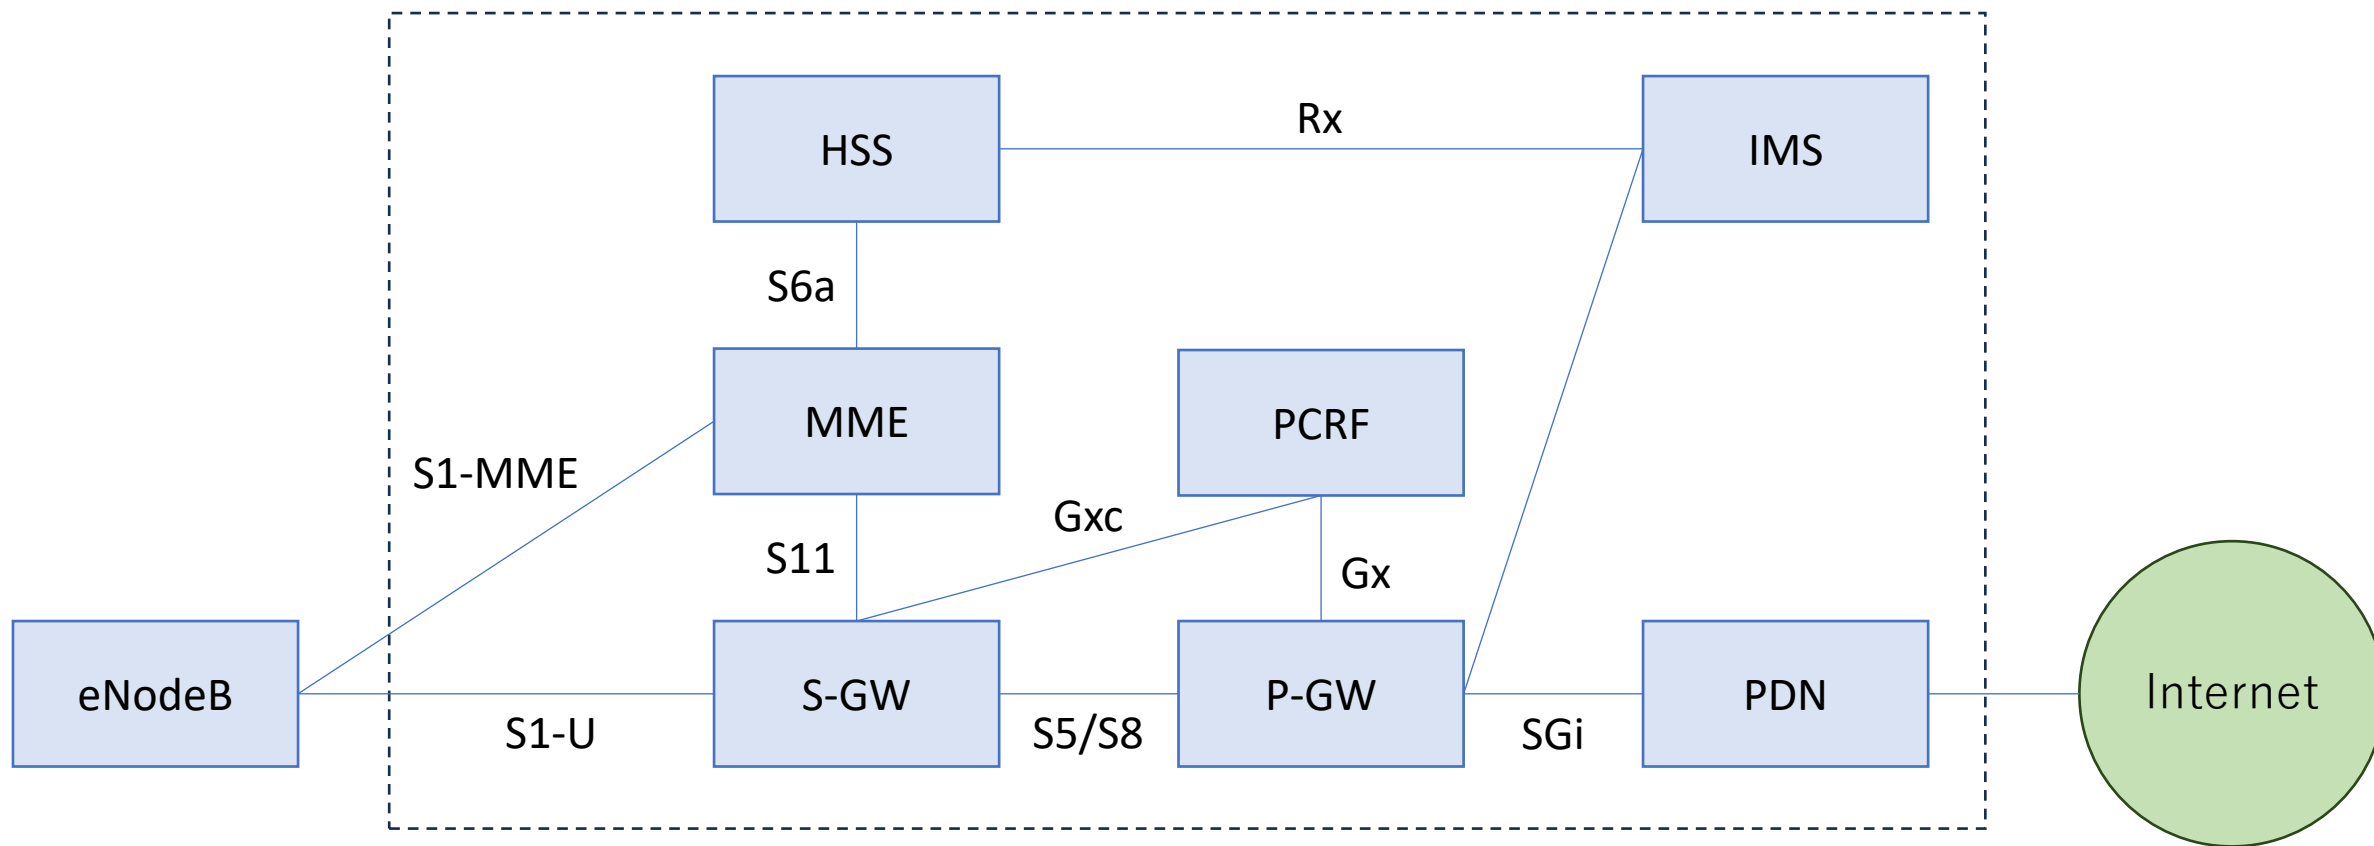 HSS
Rx
IMS
S6a
MME
PCRF
S1-MME
Gxc
S11
Gx
eNodeB
S-GW
P-GW
PDN
Internet
S1-U
S5/S8
SGi